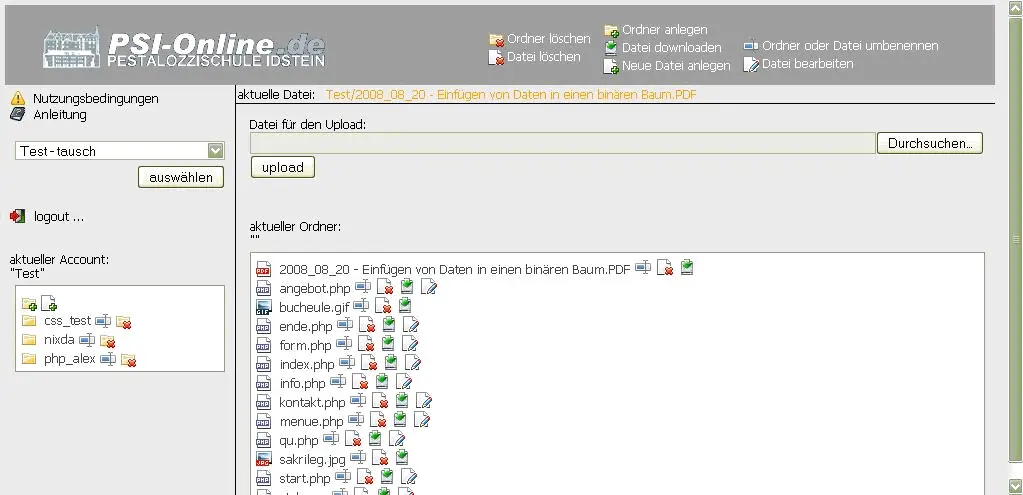 PSI-Online.de
PESTALOZZISCHULE IDSTEIN
Ordner löschen
Datei löschen
Ordner anlegen
Datei downloaden
Neue Datei anlegen
Ordner oder Datei umbenennen
Datei bearbeiten
Nutzungsbedingungen
Anleitung
Test-tausch
auswählen
logout ...
aktueller Account:
"Test"
css_test
nixda
php_alex
aktuelle Datei: Test/2008_08_20 - Einfügen von Daten in einen binären Baum.PDF
Datei für den Upload:
Durchsuchen...
upload
aktueller Ordner:
""
2008_08_20 - Einfügen von Daten in einen binären Baum.PDF
angebot.php
bucheule.gif
ende.php
form.php
index.php
info.php
kontakt.php
menue.php
qu.php
sakrileg.jpg
start.php